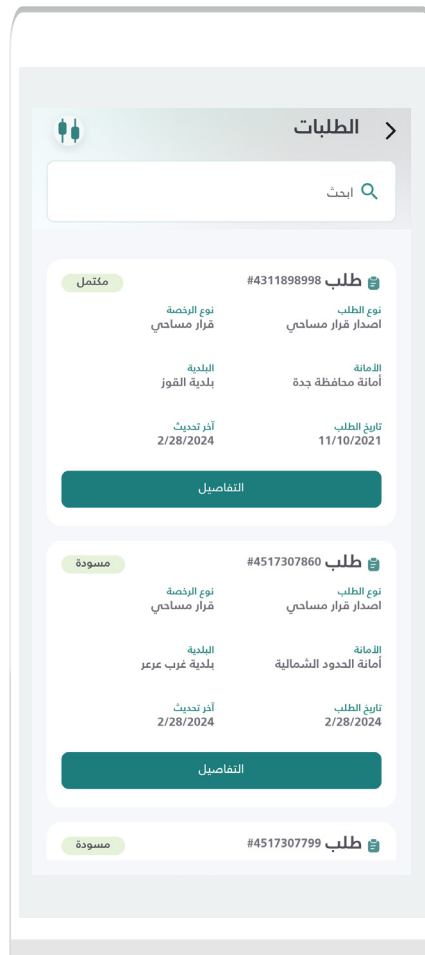 الطلبات
ابحث
طلب #4311898998
مكتمل
نوع الطلب
نوع الرخصة
اصدار قرار مساحي
قرار مساحي
الأمانة
البلدية
أمانة محافظة جدة
بلدية القوز
تاريخ الطلب
آخر تحديث
11/10/2021
2/28/2024
التفاصيل
طلب #4517307860
مسودة
نوع الطلب
نوع الرخصة
اصدار قرار مساحي
قرار مساحي
الأمانة
البلدية
أمانة الحدود الشمالية
بلدية غرب عرعر
تاريخ الطلب
آخر تحديث
2/28/2024
2/28/2024
التفاصيل
طلب #4517307799
مسودة